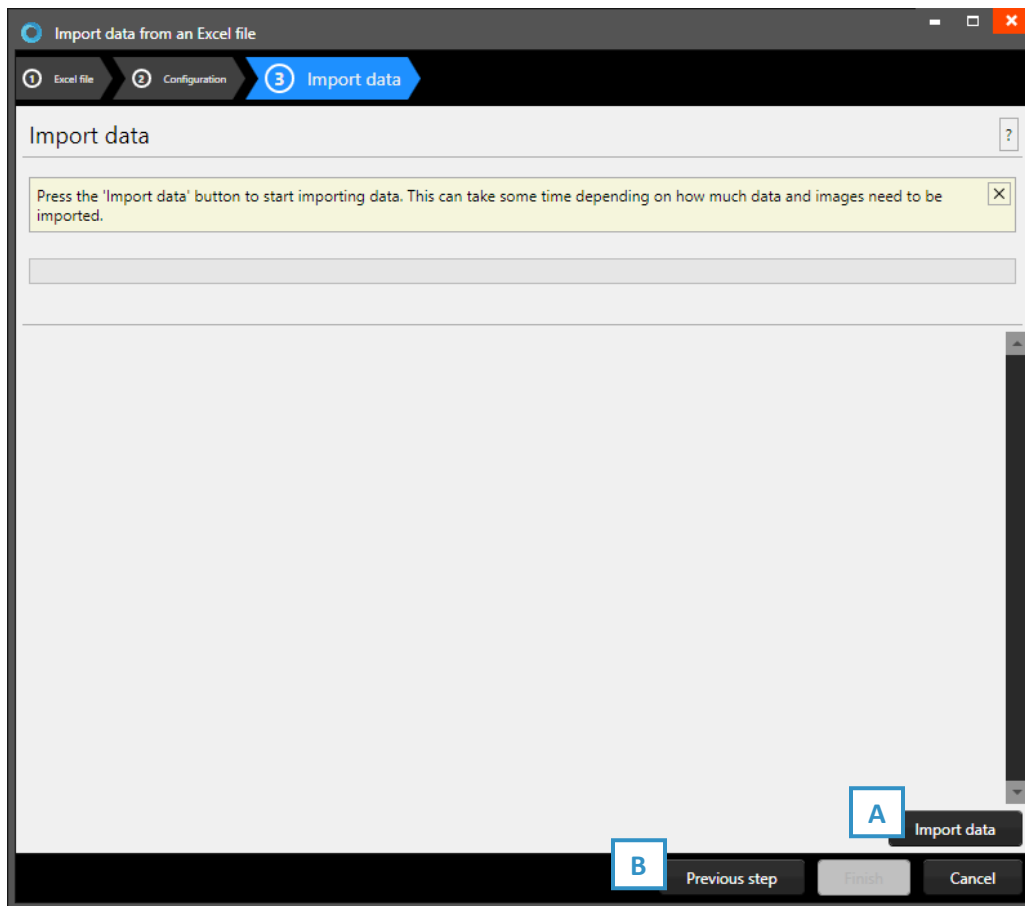 Import data from an Excel file
1 Excel file 2 Configuration 3 Import data
Import data ?
Press the 'Import data' button to start importing data. This can take some time depending on how much data and images need to be
imported.
A Import data
B Previous step Finish Cancel